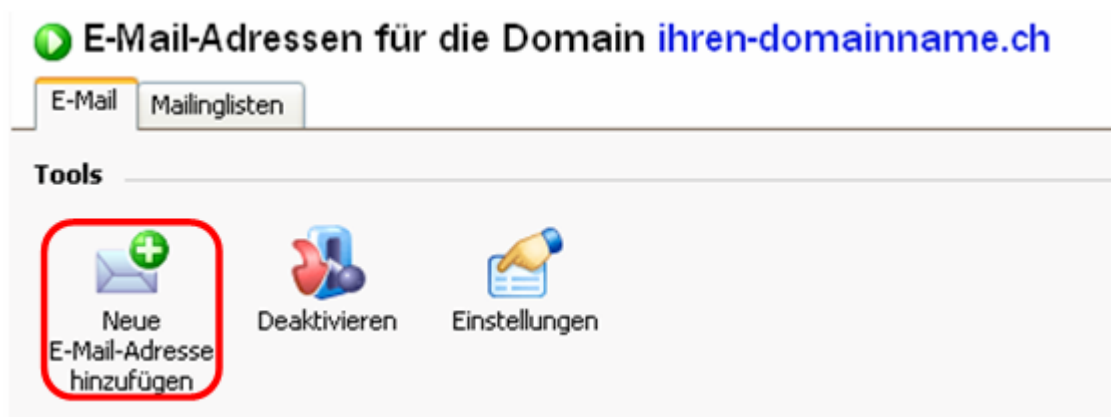 E-Mail-Adressen für die Domain ihren-domainname.ch
E-Mail Mailinglisten
Tools
Neue
E-Mail-Adresse
hinzufügen
Deaktivieren
Einstellungen